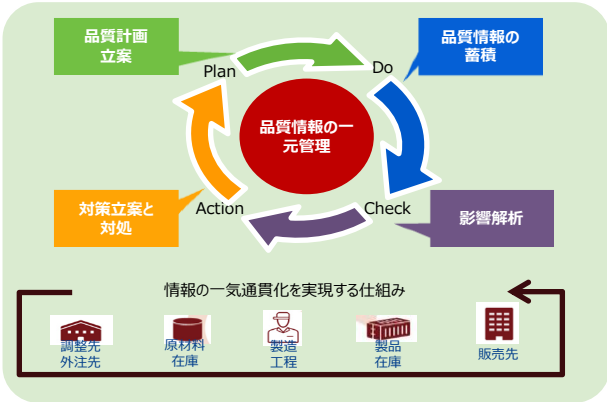 品質計画
立案
品質情報の
蓄積
Plan
Do
品質情報の一
元管理
対策立案と
対処
Action
Check
影響解析
情報の一気通貫化を実現する仕組み
調整先
外注先
原材料
在庫
製造
工程
製品
在庫
販売先